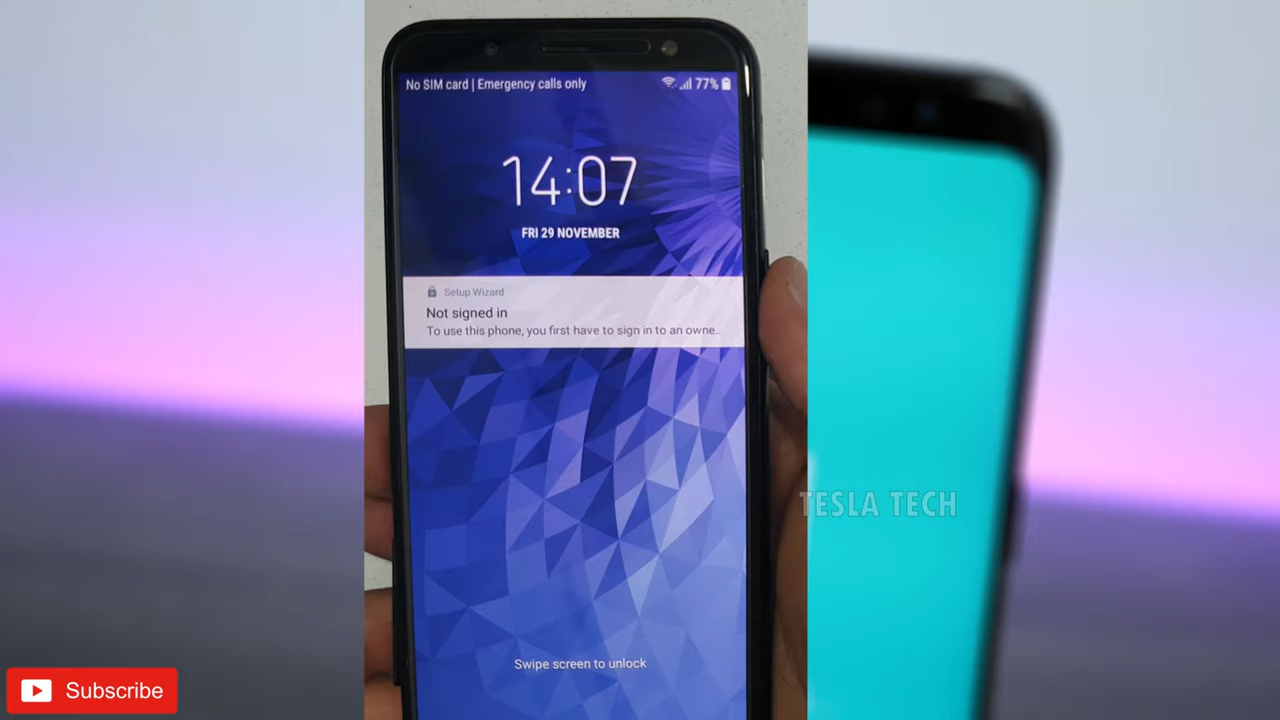 No SIM card | Emergency calls only
77%
14:07
FRI 29 NOVEMBER
Setup Wizard
Not signed in
To use this phone, you first have to sign in to an owne..
TESLA TECH
Swipe screen to unlock
Subscribe